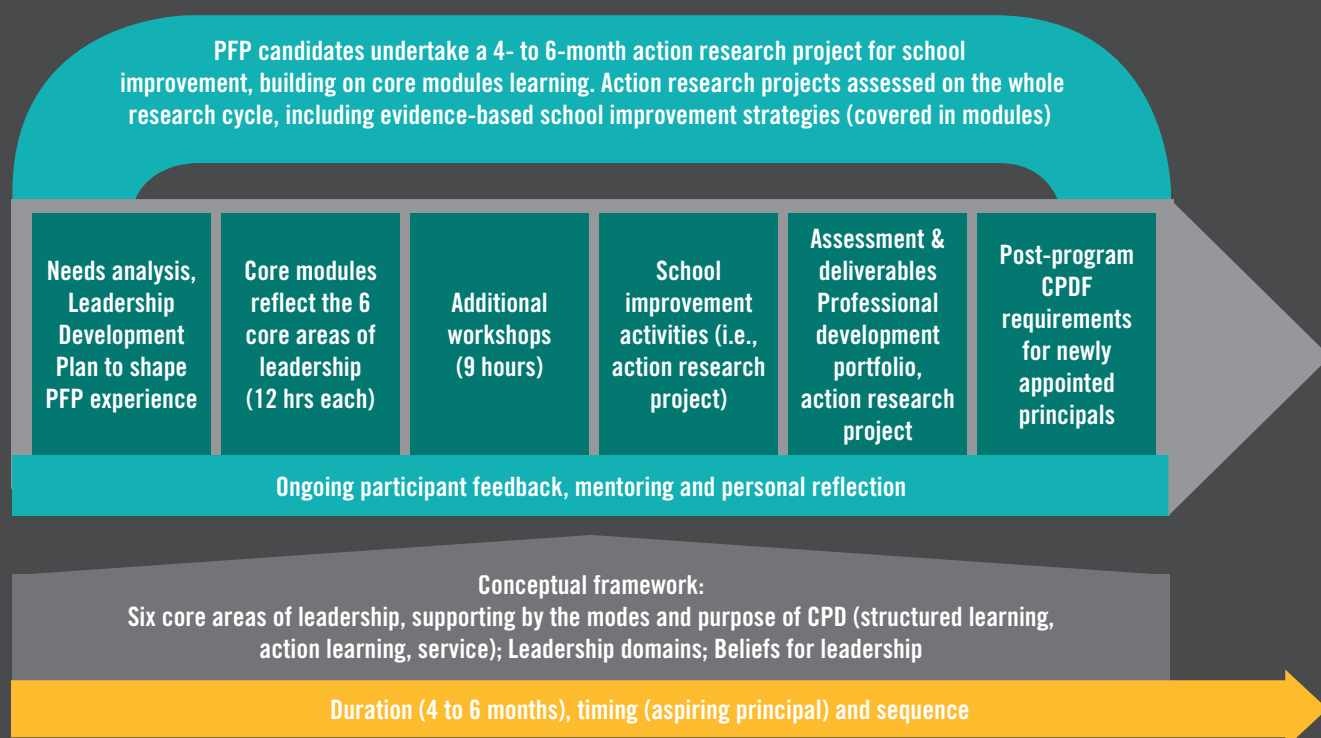 PFP candidates undertake a 4- to 6-month action research project for school
improvement, building on core modules learning. Action research projects assessed on the whole
research cycle, including evidence-based school improvement strategies (covered in modules)
Needs analysis,
Leadership
Development
Plan to shape
PFP experience
Core modules
reflect the 6
core areas of
leadership
(12 hrs each)
Additional
workshops
(9 hours)
School
improvement
activities (i.e.,
action research
project)
Assessment &
deliverables
Professional
development
portfolio,
action research
project
Post-program
CPDF
requirements
for newly
appointed
principals
Ongoing participant feedback, mentoring and personal reflection
Conceptual framework:
Six core areas of leadership, supporting by the modes and purpose of CPD (structured learning,
action learning, service); Leadership domains; Beliefs for leadership
Duration (4 to 6 months), timing (aspiring principal) and sequence